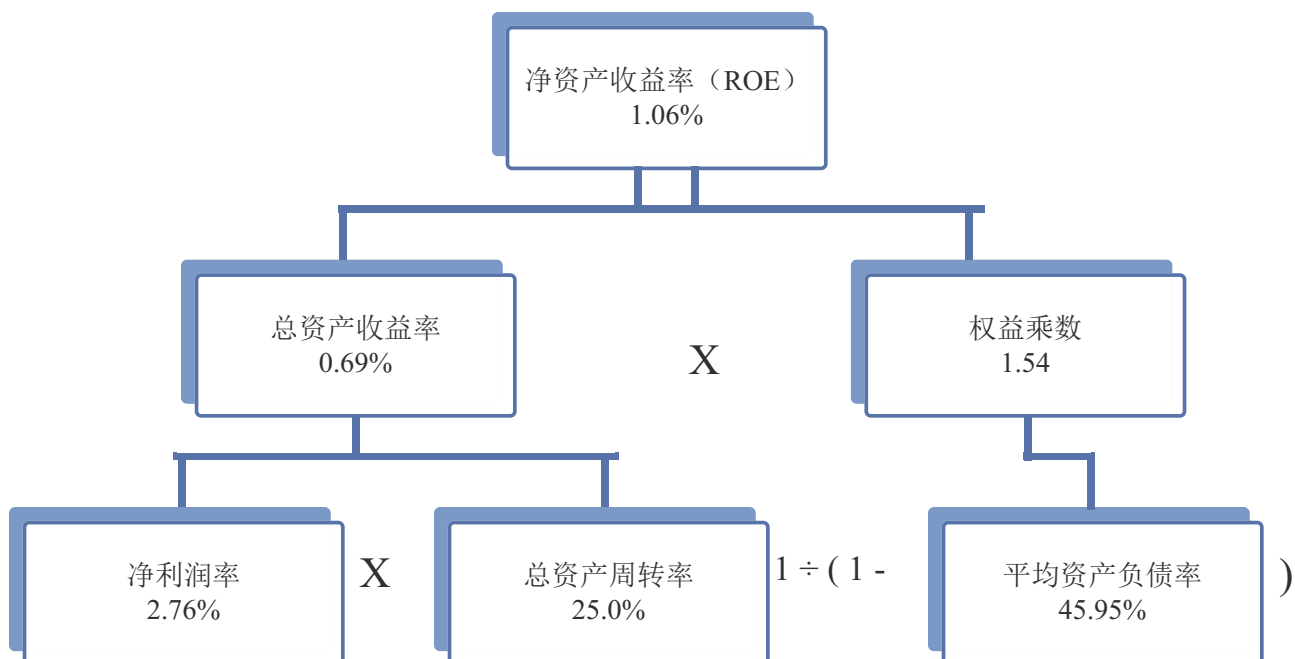 净资产收益率（ROE）
1.06%
总资产收益率
0.69%
X
权益乘数
1.54
净利润率
2.76%
X
总资产周转率
25.0%
1 ÷ ( 1 -
平均资产负债率
45.95%
)